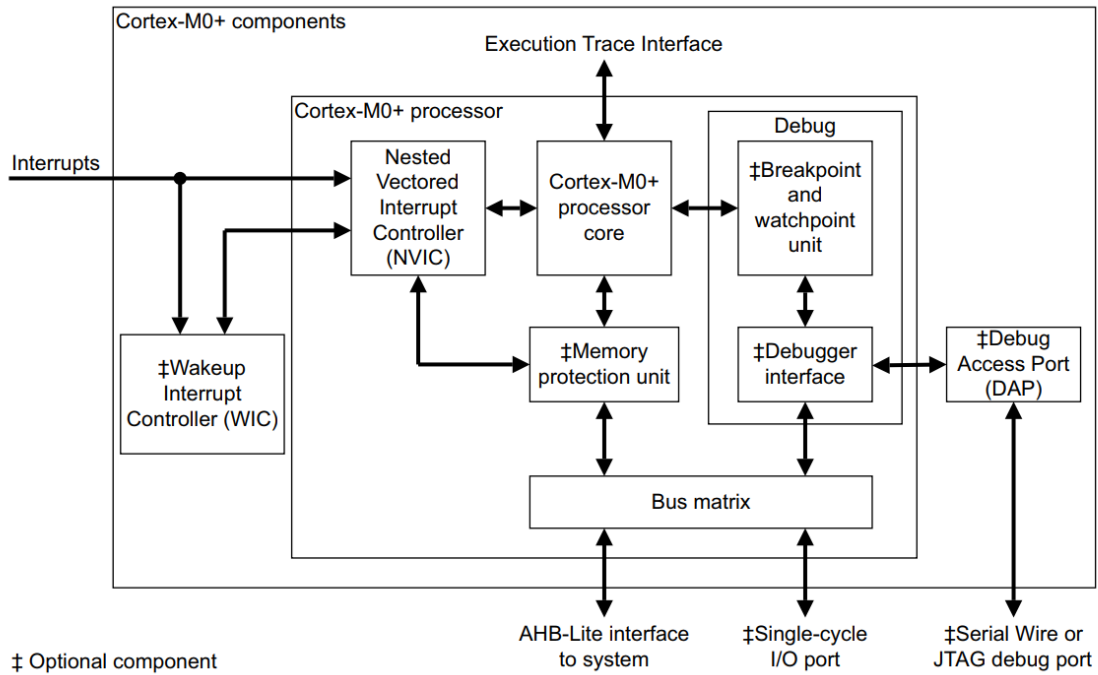 Cortex-M0+ components
Execution Trace Interface
Cortex-M0+ processor
Debug
Interrupts
Nested
Vectored
Interrupt
Controller
(NVIC)
Cortex-M0+
processor
core
‡Breakpoint
and
watchpoint
unit
‡Wakeup
Interrupt
Controller (WIC)
‡Memory
protection unit
‡Debugger
interface
‡Debug
Access Port
(DAP)
Bus matrix
AHB-Lite interface
to system
‡Single-cycle
I/O port
‡Serial Wire or
JTAG debug port
‡ Optional component